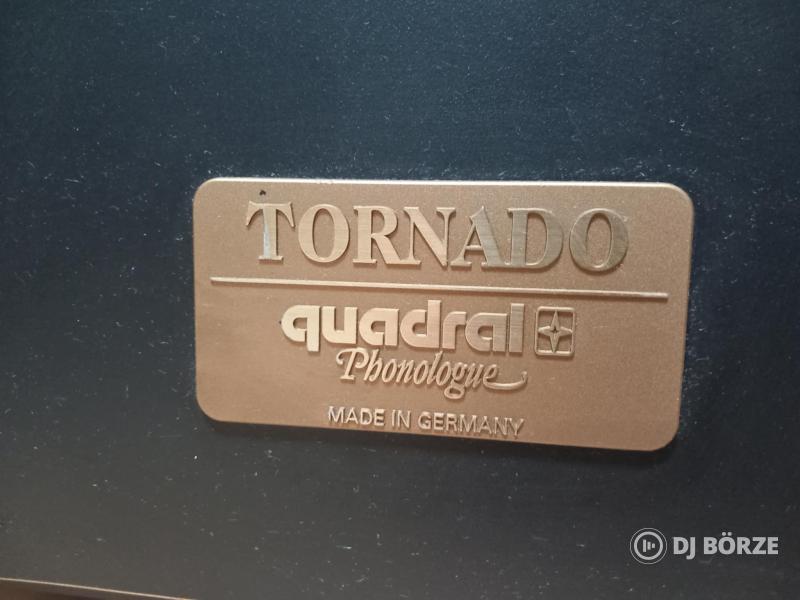 TORNADO
quadral
Phonologue
MADE IN GERMANY
DJ BÖRZE